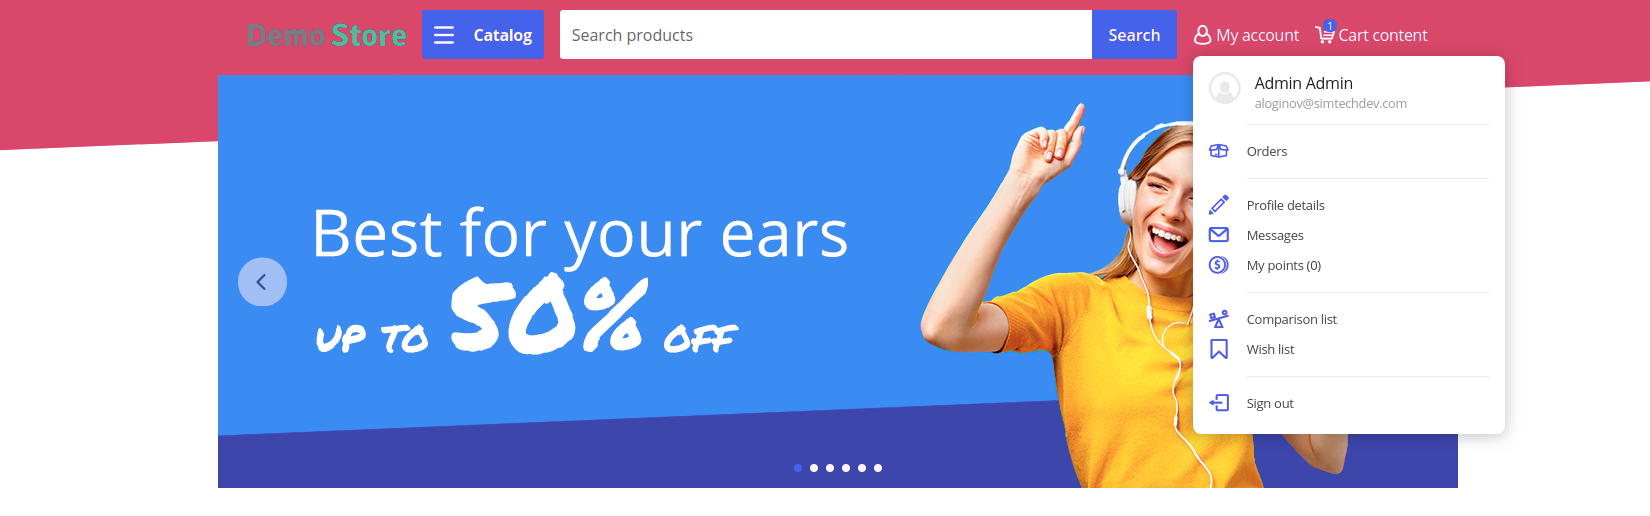 Demo Store
Catalog
Search products
Search
My account
1
Cart content
Admin Admin
aloginov@simtechdev.com
Orders
Profile details
Messages
My points (0)
Comparison list
Wish list
Sign out
Best for your ears
UP TO 50% OFF